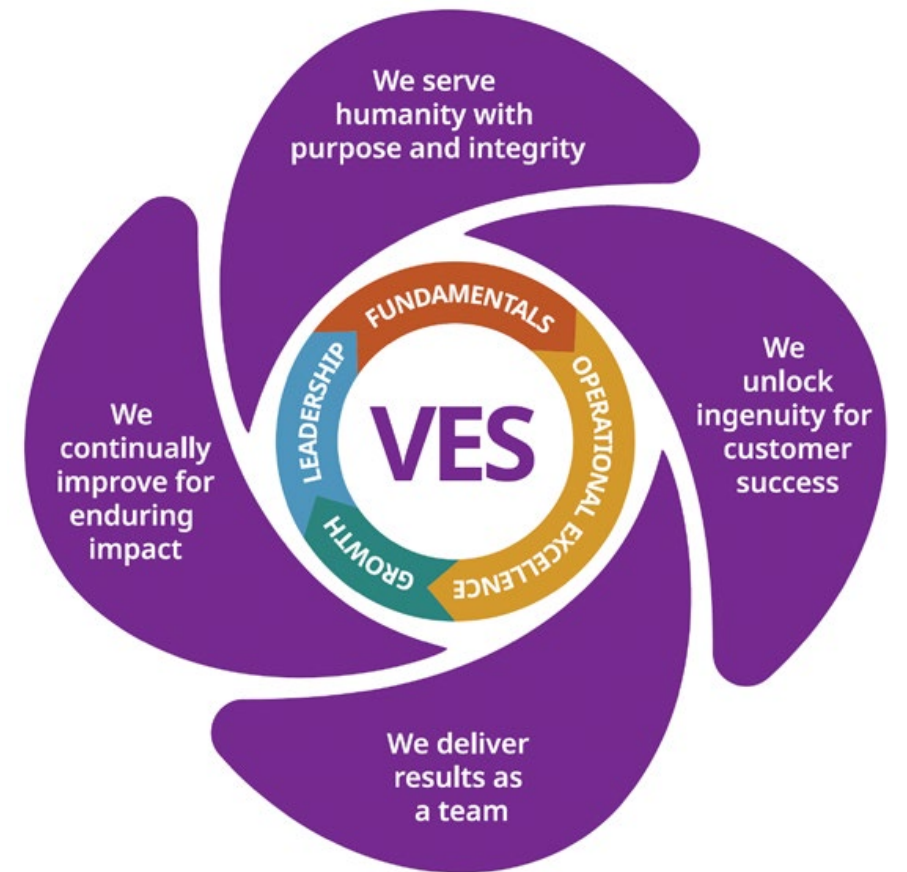 We serve
humanity with
purpose and integrity
We
unlock
ingenuity for
customer
success
We deliver
results as
a team
We
continually
improve for
enduring
impact
FUNDAMENTALS
OPERATIONAL EXCELLENCE
GROWTH
LEADERSHIP
VES